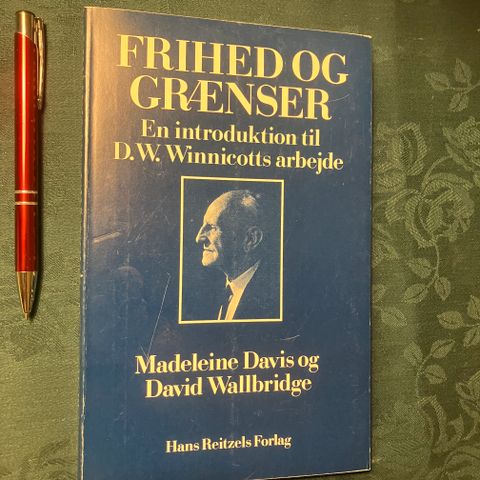 FRIHED OG
GRÆNSER
En introduktion til
D.W. Winnicotts arbejde
Madeleine Davis og
David Wallbridge
Hans Reitzels Forlag